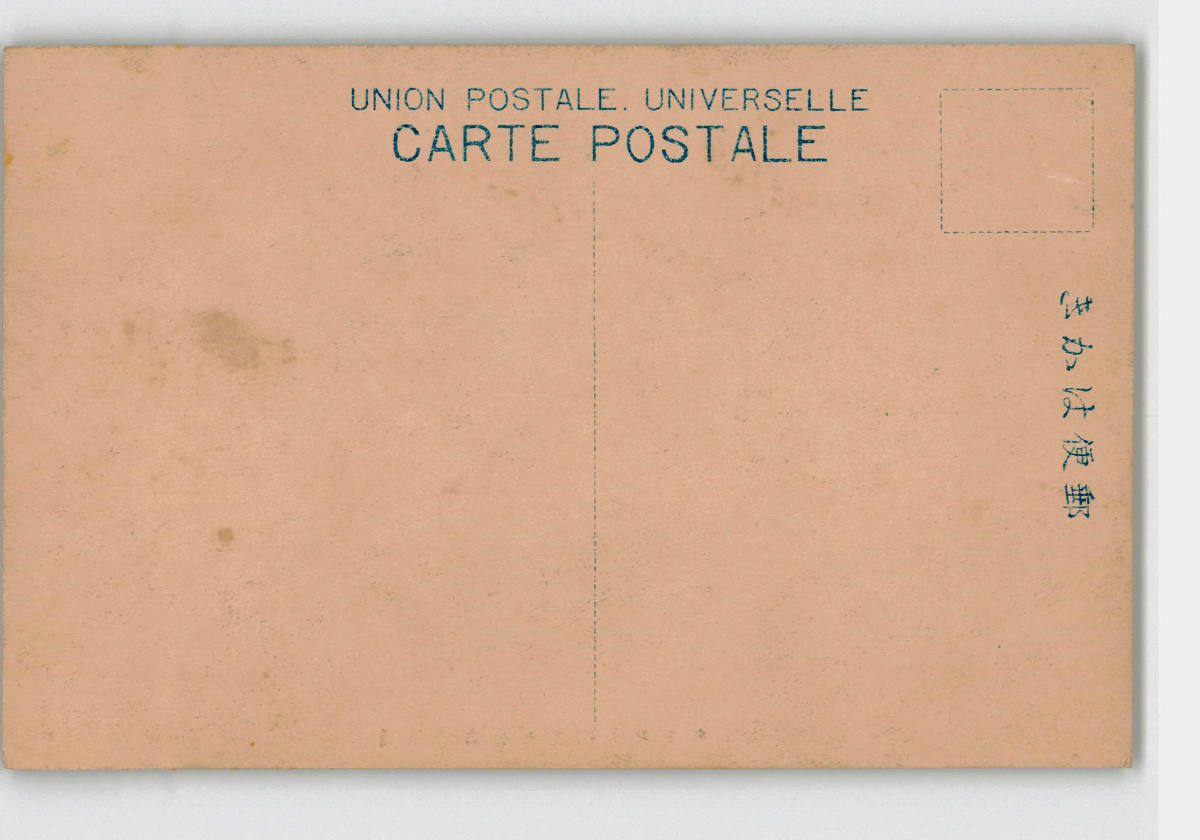 UNION POSTALE. UNIVERSELLE
CARTE POSTALE
郵便はかき